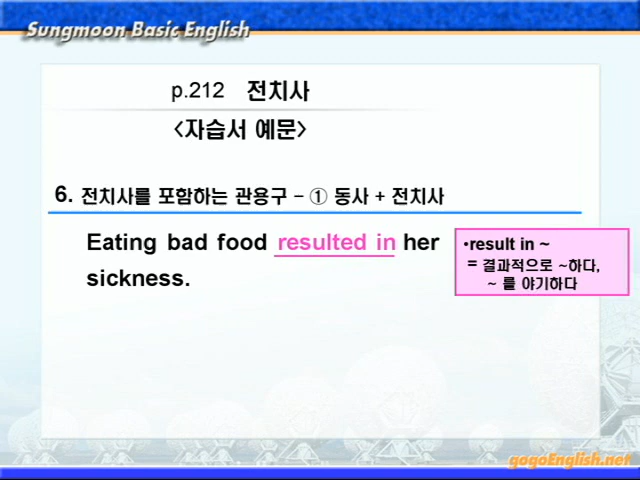 Sungmoon Basic English
p.212 전치사
<자습서 예문>
6. 전치사를 포함하는 관용구 - ① 동사 + 전치사
Eating bad food resulted in her
sickness.
•result in ~
= 결과적으로 ~하다,
~ 를 야기하다
gogoEnglish.net